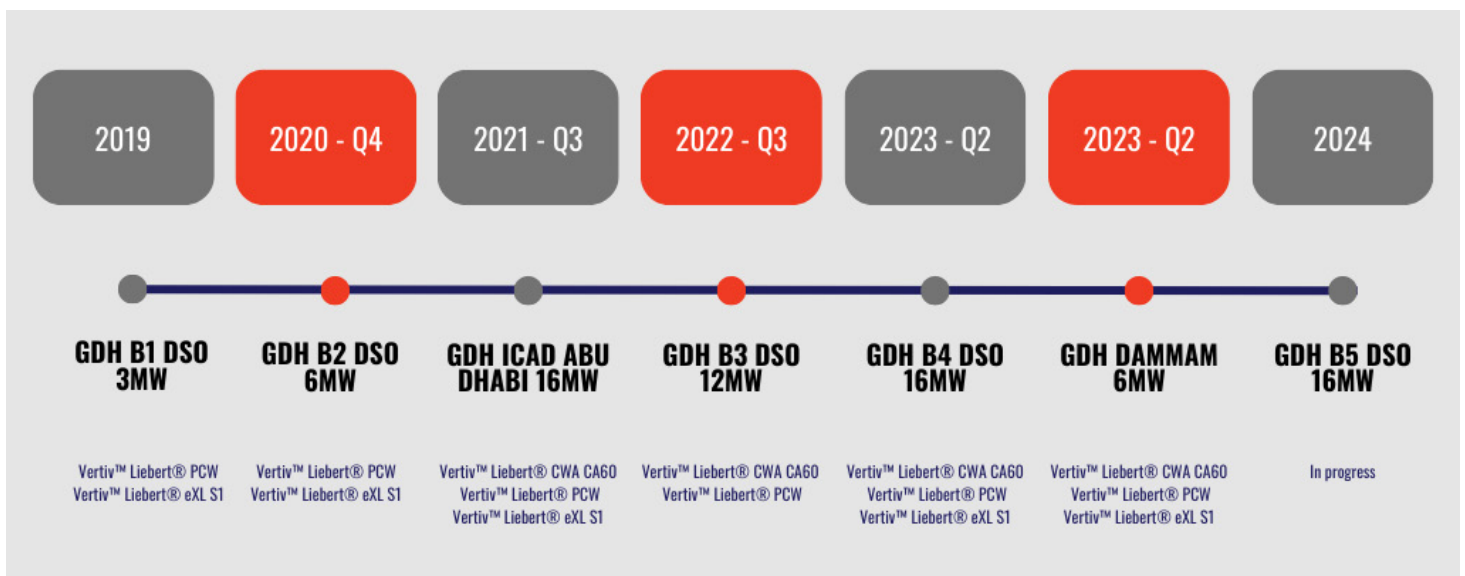 2019
2020 - Q4
2021 - Q3
2022 - Q3
2023 - Q2
2023 - Q2
2024
GDH B1 DSO
3MW
GDH B2 DSO
6MW
GDH ICAD ABU
DHABI 16MW
GDH B3 DSO
12MW
GDH B4 DSO
16MW
GDH DAMMAM
6MW
GDH B5 DSO
16MW
Vertiv™ Liebert® PCW
Vertiv™ Liebert® eXL S1
Vertiv™ Liebert® PCW
Vertiv™ Liebert® eXL S1
Vertiv™ Liebert® CWA CA60
Vertiv™ Liebert® PCW
Vertiv™ Liebert® eXL S1
Vertiv™ Liebert® CWA CA60
Vertiv™ Liebert® PCW
Vertiv™ Liebert® CWA CA60
Vertiv™ Liebert® PCW
Vertiv™ Liebert® eXL S1
Vertiv™ Liebert® CWA CA60
Vertiv™ Liebert® PCW
Vertiv™ Liebert® eXL S1
In progress